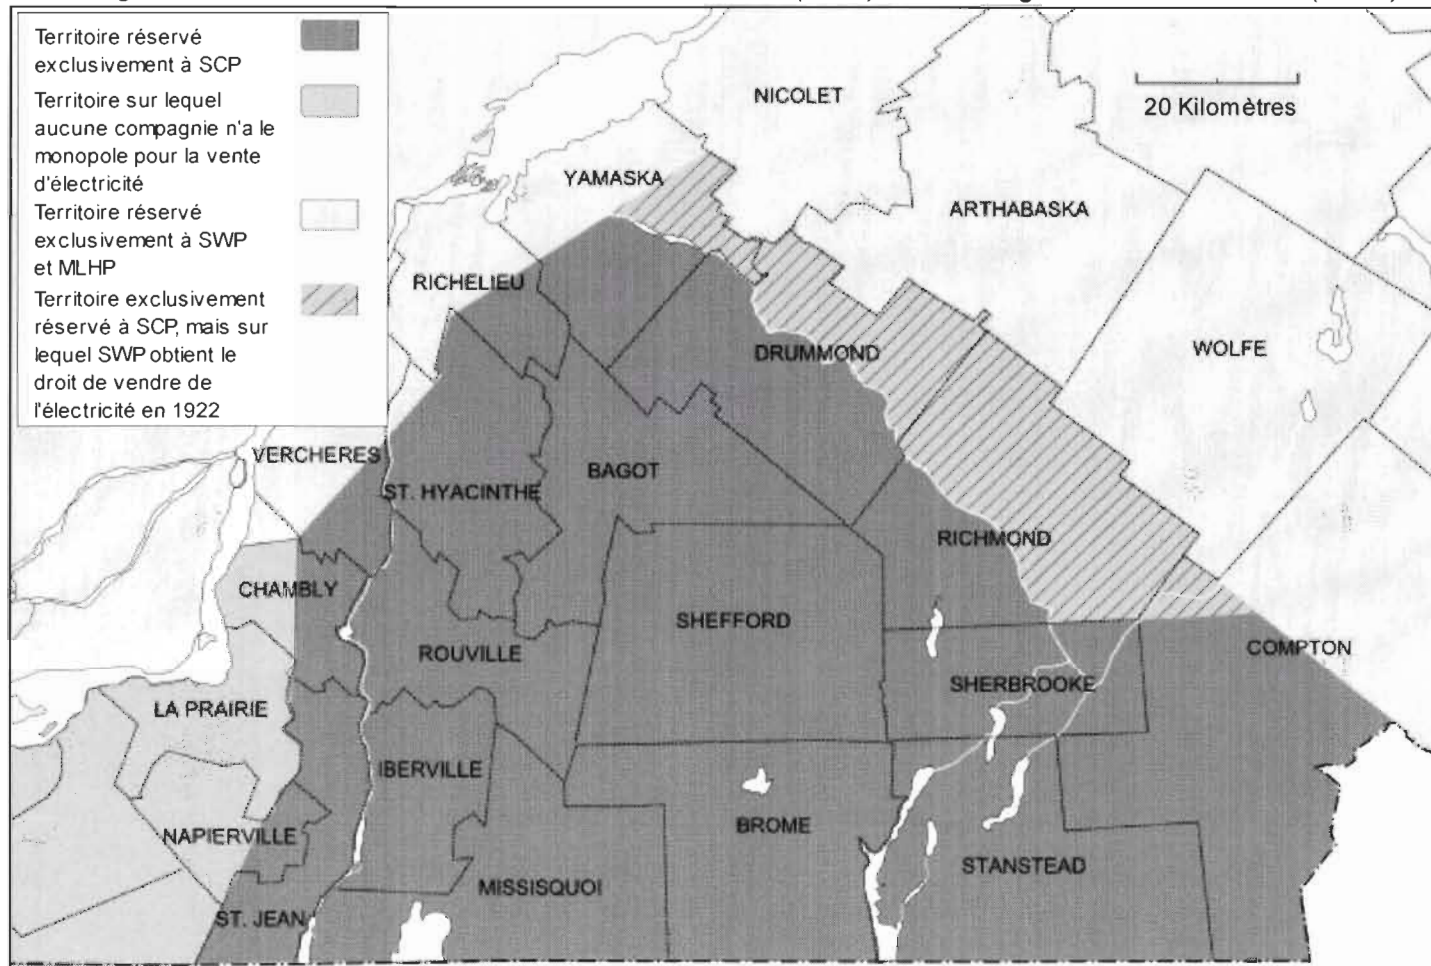 Territoire réservé
exclusivement à SCP
Territoire sur lequel
aucune compagnie n'a le
monopole pour la vente
d'électricité
Territoire réservé
exclusivement à SWP
et MLHP
Territoire exclusivement
réservé à SCP, mais sur
lequel SWP obtient le
droit de vendre de
l'électricité en 1922
20 Kilomètres
NICOLET
YAMASKA
ARTHABASKA
RICHELIEU
DRUMMOND
WOLFE
VERCHERES
BAGOT
ST. HYACINTHE
RICHMOND
CHAMBLY
SHEFFORD
ROUVILLE
COMPTON
SHERBROOKE
LA PRAIRIE
IBERVILLE
BROME
NAPIERVILLE
STANSTEAD
MISSISQUOI
ST. JEAN